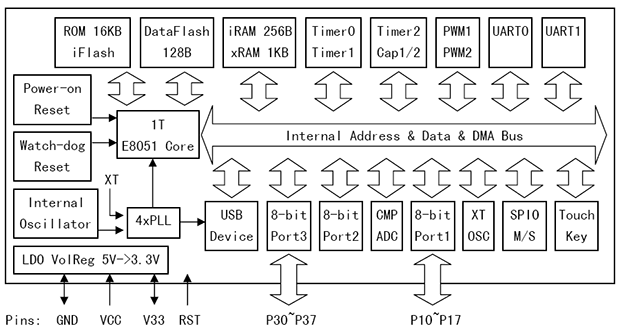 ROM 16KB
iFlash
DataFlash
128B
iRAM 256B
xRAM 1KB
Timer0
Timer1
Timer2
Cap1/2
PWM1
PWM2
UART0
UART1
Power-on
Reset
1T
E8051 Core
Internal Address & Data & DMA Bus
Watch-dog
Reset
XT
Internal
Oscillator
4xPLL
USB
Device
8-bit
Port3
8-bit
Port2
CMP
ADC
8-bit
Port1
XT
OSC
SPI0
M/S
Touch
Key
LDO VolReg 5V->3.3V
Pins: GND VCC V33 RST P30~P37 P10~P17